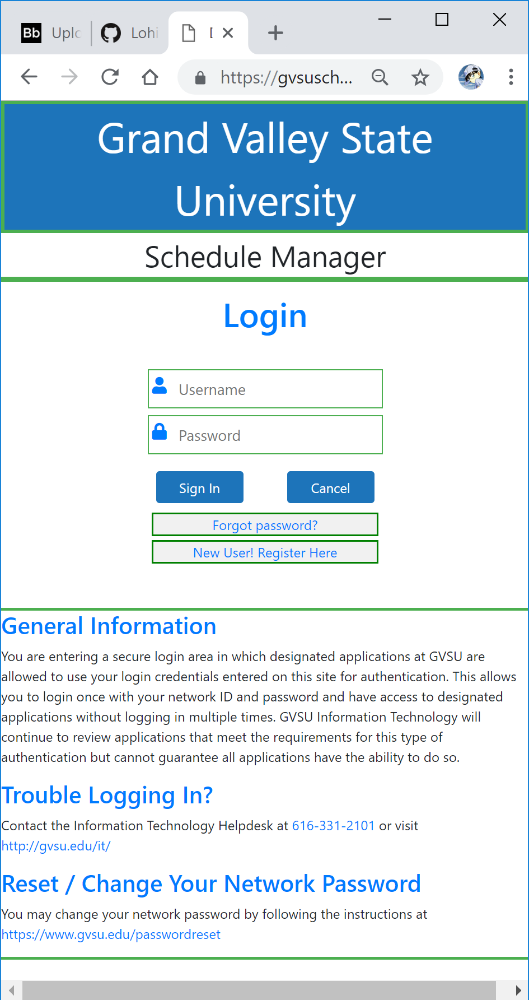 Bb Uplo Lohi
https://gvsusch...
Grand Valley State
University
Schedule Manager
Login
Username
Password
Sign In Cancel
Forgot password?
New User! Register Here
General Information
You are entering a secure login area in which designated applications at GVSU are
allowed to use your login credentials entered on this site for authentication. This allows
you to login once with your network ID and password and have access to designated
applications without logging in multiple times. GVSU Information Technology will
continue to review applications that meet the requirements for this type of
authentication but cannot guarantee all applications have the ability to do so.
Trouble Logging In?
Contact the Information Technology Helpdesk at 616-331-2101 or visit
http://gvsu.edu/it/
Reset / Change Your Network Password
You may change your network password by following the instructions at
https://www.gvsu.edu/passwordreset